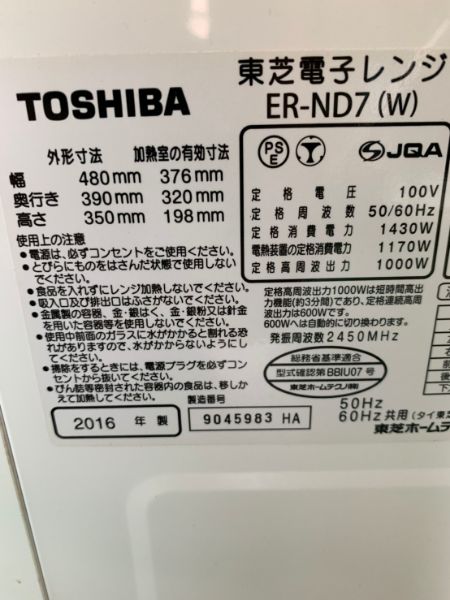 東芝電子レンジ
TOSHIBA
ER-ND7 (W)
外形寸法 加熱室の有効寸法
幅 480mm 376mm
奥行き 390mm 320mm
高さ 350mm 198mm
PS
E
JQA
定格電圧 100V
定格周波数 50/60Hz
定格消費電力 1430W
電熱装置の定格消費電力 1170W
定格高周波出力 1000W
使用上の注意
●電源は、必ずコンセントをご使用ください。
●とびらにものをはさんだ状態で使用しない
でください。
●食品を入れずにレンジ加熱しないでください。
●吸入口及び排出口はふさがないでください。
●金属製の容器、金・銀はく、金・銀粉又は針金
を用いた容器等を使用しないでください。
●使用中前面のガラスに水がかかると割れる恐
れがありますので、水がかからないようにし
てください。
●掃除をするときには、電源プラグを必ずコン
セントから抜いてください。
●びん詰等密封された容器内の食品は、移しか
えて加熱してください。
定格高周波出力1000Wは短時間高出
力機能(約3分間)であり、定格連続高周
波出力は600Wです。
600Wへは自動的に切り換わります。
発振周波数2450MHz
総務省基準適合
型式確認第BBIU07号
東芝ホームテクノ(株)
2016 年 製
製造番号
9045983 HA
50Hz
60Hz 共用 (タイ東芝
東芝ホームテク